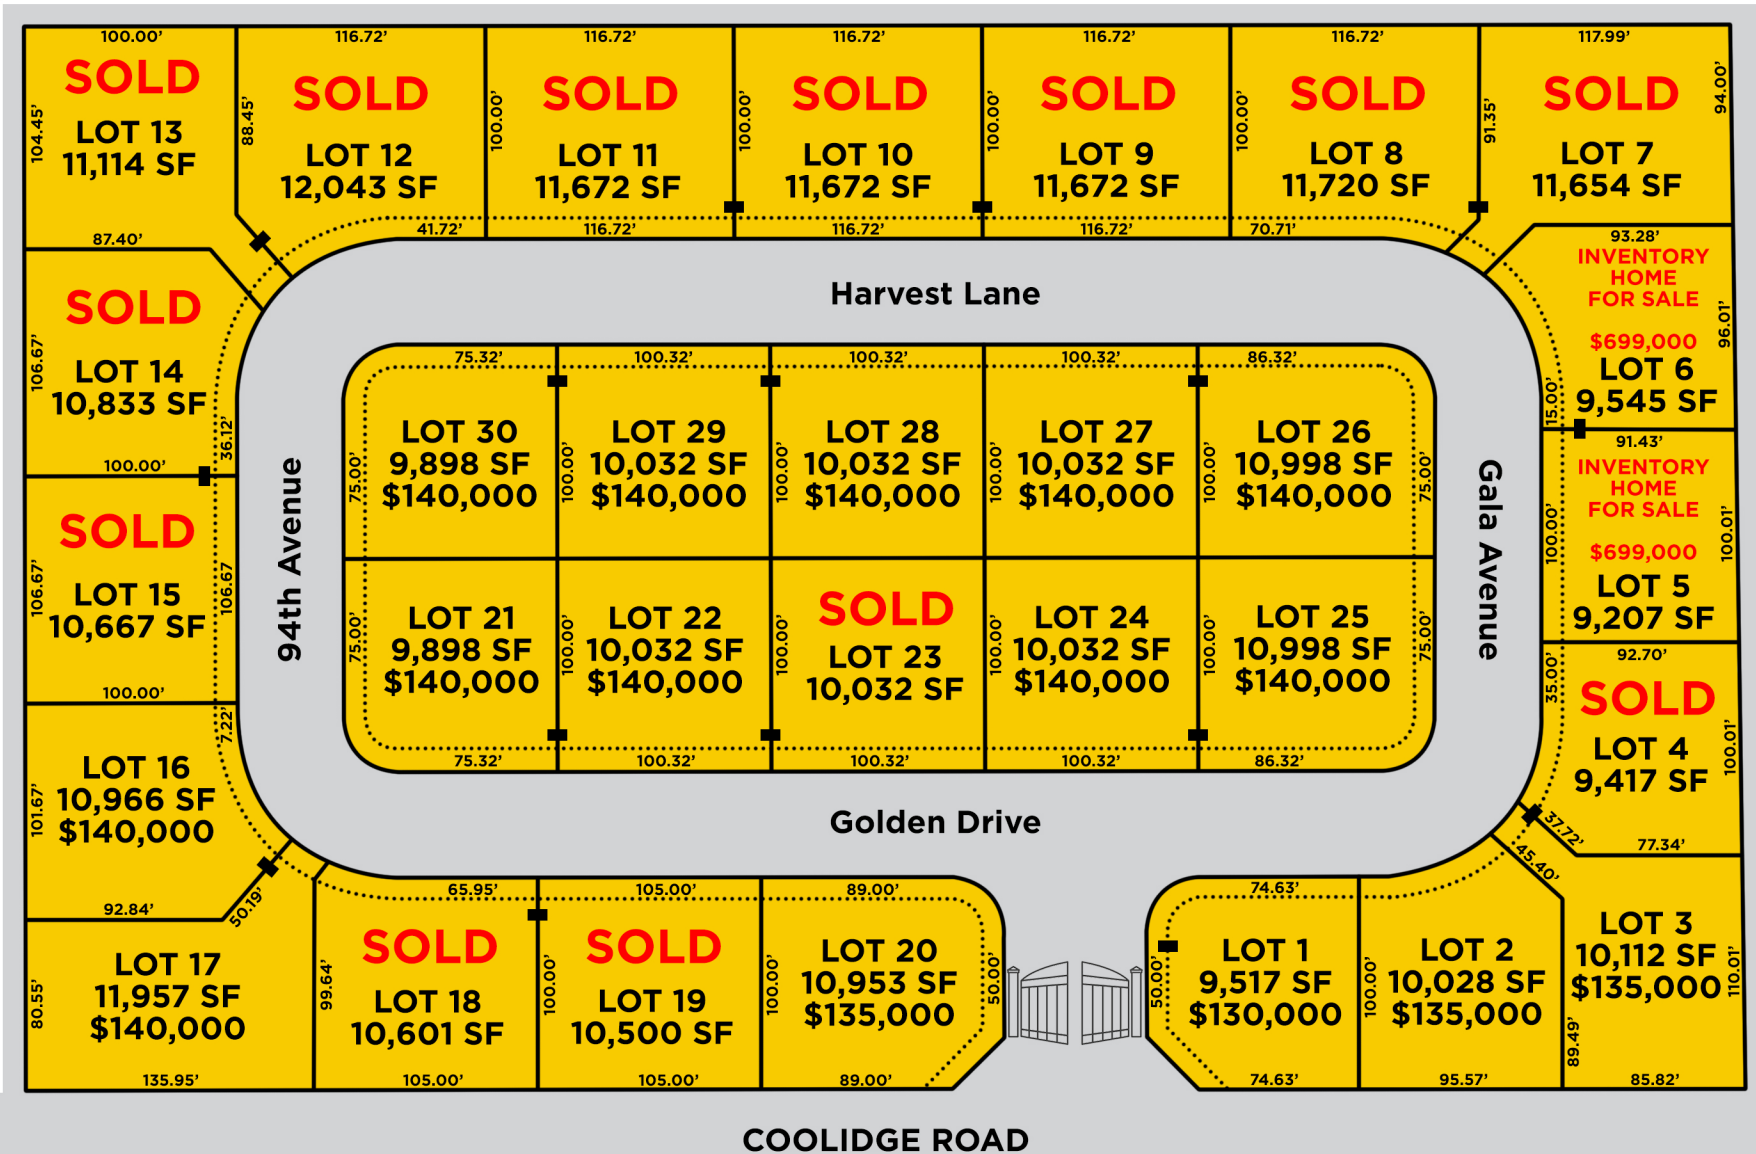 100.00’
116.72’
116.72’
116.72’
116.72’
116.72’
117.99’
SOLD
LOT 13
11,114 SF
104.45’
87.40’
88.45’
SOLD
LOT 12
12,043 SF
41.72’
100.00’
SOLD
LOT 11
11,672 SF
116.72’
100.00’
SOLD
LOT 10
11,672 SF
116.72’
100.00’
SOLD
LOT 9
11,672 SF
116.72’
100.00’
SOLD
LOT 8
11,720 SF
70.71’
91.35’
SOLD
LOT 7
11,654 SF
94.00’
93.28’
INVENTORY
HOME
FOR SALE
$699,000
LOT 6
9,545 SF
96.01’
15.00’
91.43’
INVENTORY
HOME
FOR SALE
$699,000
LOT 5
9,207 SF
100.00’
100.01’
92.70’
SOLD
LOT 4
9,417 SF
35.00’
100.01’
77.34’
37.72’
45.40’
LOT 3
10,112 SF
$135,000
110.01’
89.49’
85.82’
Harvest Lane
SOLD
LOT 14
10,833 SF
106.67’
36.12’
100.00’
SOLD
LOT 15
10,667 SF
106.67’
106.67
100.00’
7.22’
LOT 16
10,966 SF
$140,000
101.67’
92.84’
50.19’
LOT 17
11,957 SF
$140,000
80.55’
135.95’
94th Avenue
Gala Avenue
75.32’
100.32’
100.32’
100.32’
86.32’
LOT 30
9,898 SF
$140,000
75.00’
100.00’
LOT 29
10,032 SF
$140,000
100.00’
LOT 28
10,032 SF
$140,000
100.00’
LOT 27
10,032 SF
$140,000
100.00’
LOT 26
10,998 SF
$140,000
75.00’
LOT 21
9,898 SF
$140,000
75.00’
100.00’
LOT 22
10,032 SF
$140,000
100.00’
SOLD
LOT 23
10,032 SF
100.00’
LOT 24
10,032 SF
$140,000
100.00’
LOT 25
10,998 SF
$140,000
75.00’
75.32’
100.32’
100.32’
100.32’
86.32’
Golden Drive
65.95’
99.64’
SOLD
LOT 18
10,601 SF
105.00’
105.00’
100.00’
SOLD
LOT 19
10,500 SF
105.00’
89.00’
100.00’
LOT 20
10,953 SF
$135,000
50.00’
89.00’
74.63’
50.00’
LOT 1
9,517 SF
$130,000
74.63’
100.00’
LOT 2
10,028 SF
$135,000
95.57’
COOLIDGE ROAD